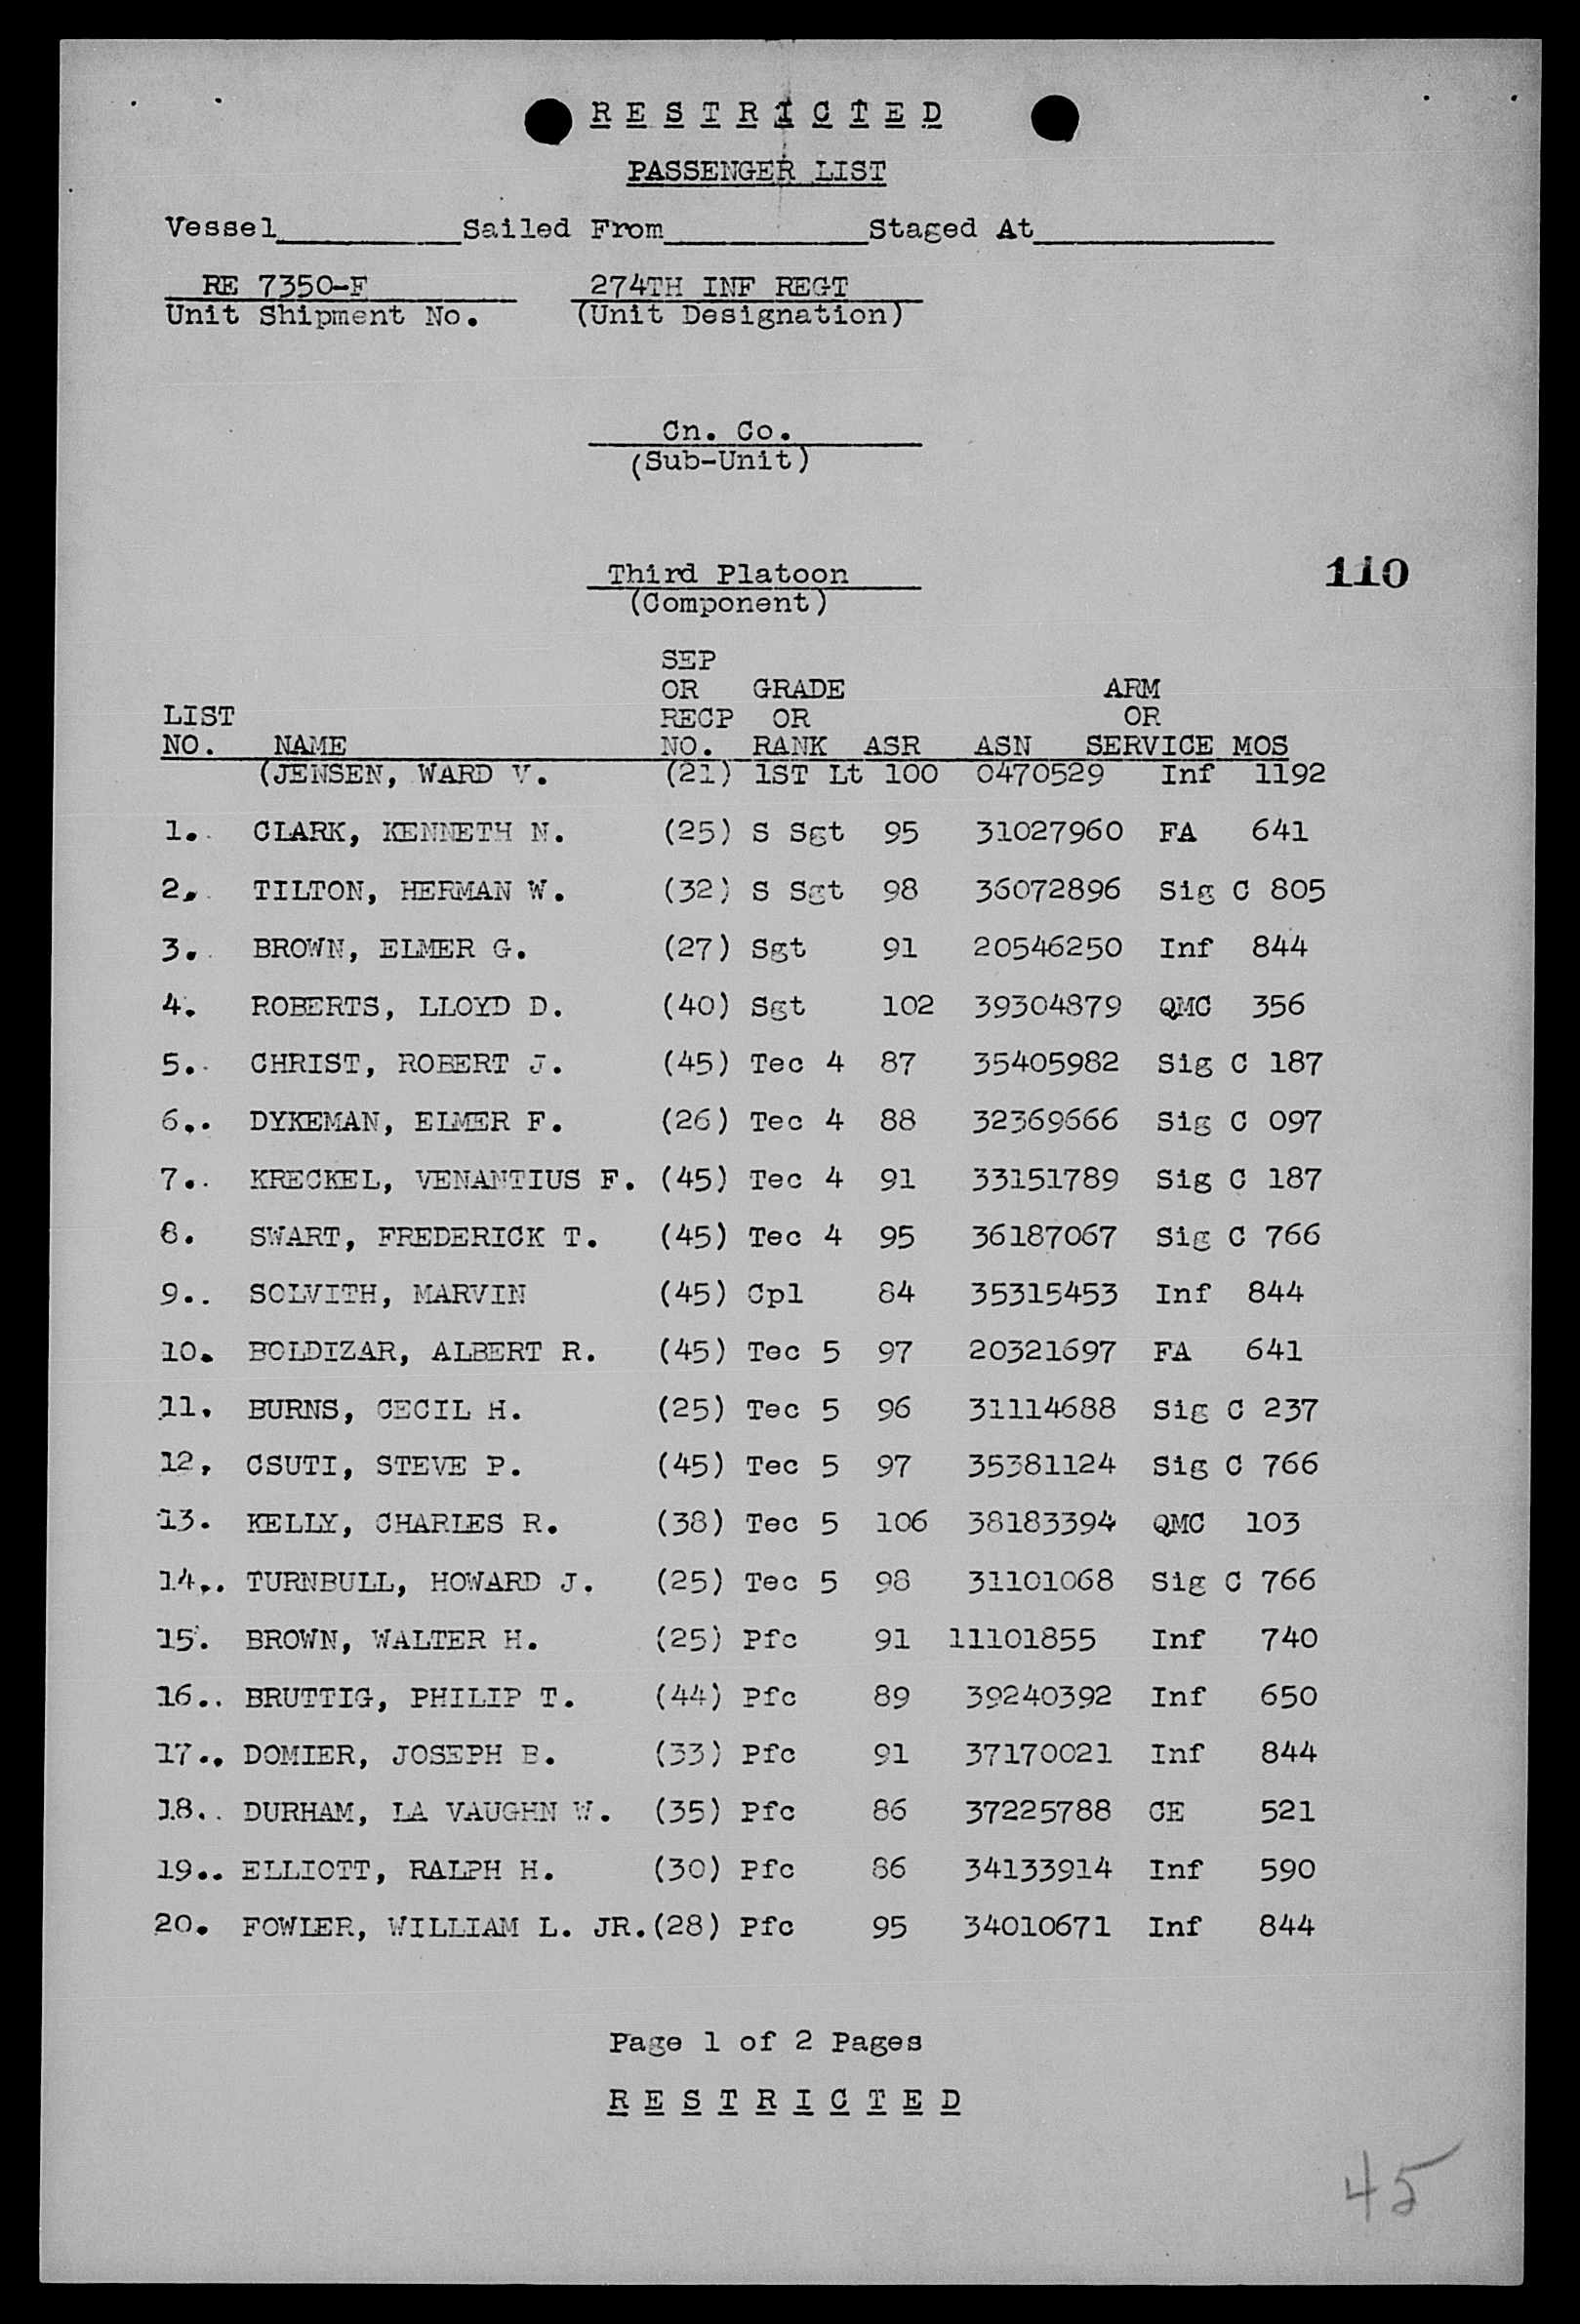 RESTRICTED
PASSENGER LIST
Vessel__________Sailed From___________Staged At_____________
RE 7350-F 274TH INF REGT
Unit Shipment No. (Unit Designation)
Cn. Co.
(Sub-Unit)
Third Platoon
110
(Component)
SEP
OR GRADE ARM
LIST RECP OR OR
NO. NAME NO. RANK ASR ASN SERVICE MOS
(JENSEN, WARD V. (21) 1ST Lt 100 0470529 Inf 1192
1. CLARK, KENNETH N. (25) S Sgt 95 31027960 FA 641
2. TILTON, HERMAN W. (32) S Sgt 98 36072896 Sig C 805
3. BROWN, ELMER G. (27) Sgt 91 20546250 Inf 844
4. ROBERTS, LLOYD D. (40) Sgt 102 39304879 QMC 356
5. CHRIST, ROBERT J. (45) Tec 4 87 35405982 Sig C 187
6. DYKEMAN, ELMER F. (26) Tec 4 88 32369666 Sig C 097
7. KRECKEL, VENANTIUS F. (45) Tec 4 91 33151789 Sig C 187
8. SWART, FREDERICK T. (45) Tec 4 95 36187067 Sig C 766
9. SOLVITH, MARVIN (45) Cpl 84 35315453 Inf 844
10. BOLDIZAR, ALBERT R. (45) Tec 5 97 20321697 FA 641
11. BURNS, CECIL H. (25) Tec 5 96 31114688 Sig C 237
12. CSUTI, STEVE P. (45) Tec 5 97 35381124 Sig C 766
13. KELLY, CHARLES R. (38) Tec 5 106 38183394 QMC 103
14. TURNBULL, HOWARD J. (25) Tec 5 98 31101068 Sig C 766
15. BROWN, WALTER H. (25) Pfc 91 11101855 Inf 740
16. BRUTTIG, PHILIP T. (44) Pfc 89 39240392 Inf 650
17. DOMIER, JOSEPH B. (33) Pfc 91 37170021 Inf 844
18. DURHAM, LA VAUGHN W. (35) Pfc 86 37225788 CE 521
19. ELLIOTT, RALPH H. (30) Pfc 86 34133914 Inf 590
20. FOWLER, WILLIAM L. JR. (28) Pfc 95 34010671 Inf 844
Page 1 of 2 Pages
RESTRICTED
45